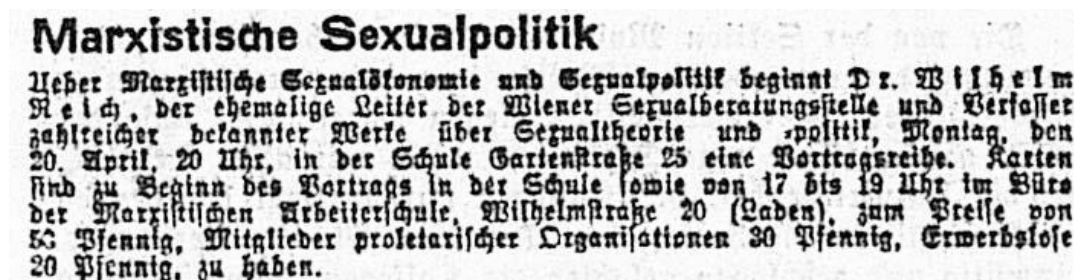 Marxistische Sexualpolitik
Ueber Marxistische Sexualökonomie und Sexualpolitik beginnt Dr. Wilhelm
Reich, der ehemalige Leiter der Wiener Sexualberatungsstelle und Verfasser
zahlreicher bekannter Werke über Sexualtheorie und -politik, Montag, den
20. April, 20 Uhr, in der Schule Gartenstraße 25 eine Vortragsreihe. Karten
sind zu Beginn des Vortrags in der Schule sowie von 17 bis 19 Uhr im Büro
der Marxistischen Arbeiterschule, Wilhelmstraße 20 (Laden), zum Preise von
50 Pfennig, Mitglieder proletarischer Organisationen 30 Pfennig, Erwerbslose
20 Pfennig, zu haben.